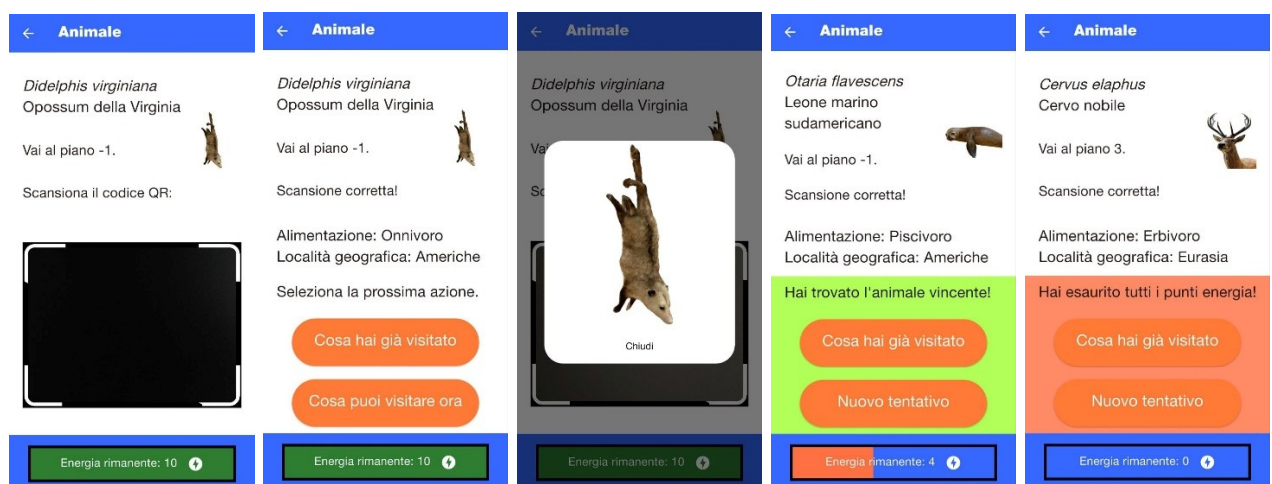 ← Animale
Didelphis virginiana
Opossum della Virginia
Vai al piano -1.
Scansiona il codice QR:
Energia rimanente: 10
← Animale
Didelphis virginiana
Opossum della Virginia
Vai al piano -1.
Scansione corretta!
Alimentazione: Onnivoro
Località geografica: Americhe
Seleziona la prossima azione.
Cosa hai già visitato
Cosa puoi visitare ora
Energia rimanente: 10
← Animale
Didelphis virginiana
Opossum della Virginia
Va
Sc
Chiudi
Energia rimanente: 10
← Animale
Otaria flavescens
Leone marino
sudamericano
Vai al piano -1.
Scansione corretta!
Alimentazione: Piscivoro
Località geografica: Americhe
Hai trovato l'animale vincente!
Cosa hai già visitato
Nuovo tentativo
Energia rimanente: 4
← Animale
Cervus elaphus
Cervo nobile
Vai al piano 3.
Scansione corretta!
Alimentazione: Erbivoro
Località geografica: Eurasia
Hai esaurito tutti i punti energia!
Cosa hai già visitato
Nuovo tentativo
Energia rimanente: 0